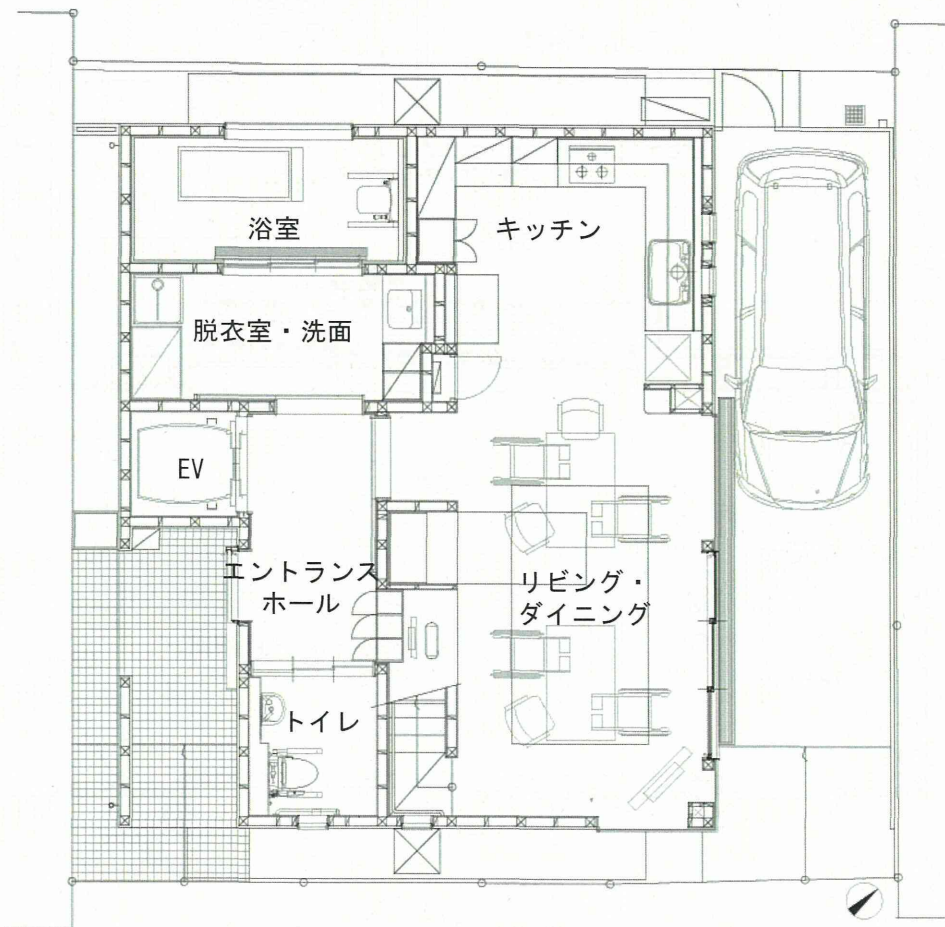 浴室
キッチン
脱衣室・洗面
EV
エントランス
ホール
リビング・
ダイニング
トイレ